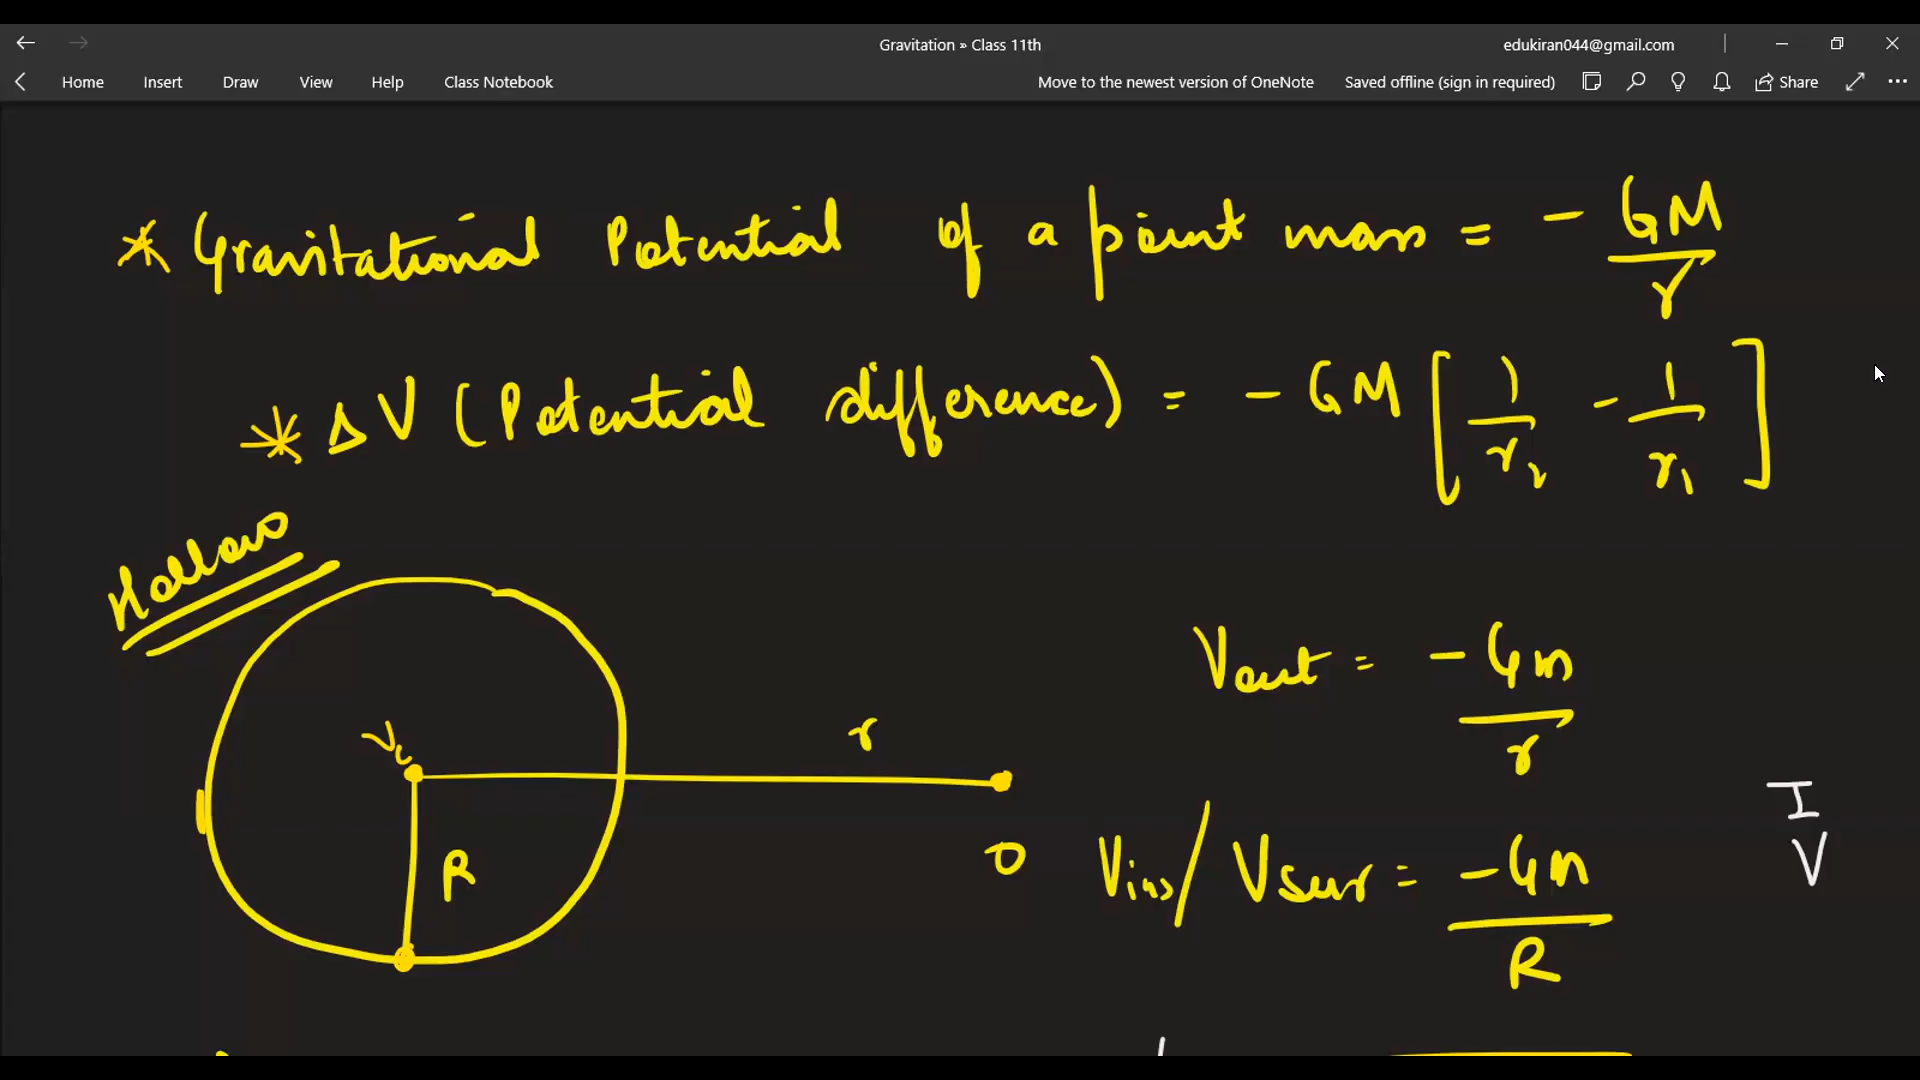 Gravitation » Class 11th
edukiran044@gmail.com
Home Insert Draw View Help Class Notebook Move to the newest version of OneNote Saved offline (sign in required) Share
* Gravitational Potential of a point mass = - GM/r
* ΔV (Potential difference) = - GM [1/r₂ - 1/r₁]
Hollow
Vout = - Gm/r
Vc
r
I
V
R
O
Vins / Vsur = - Gm/R